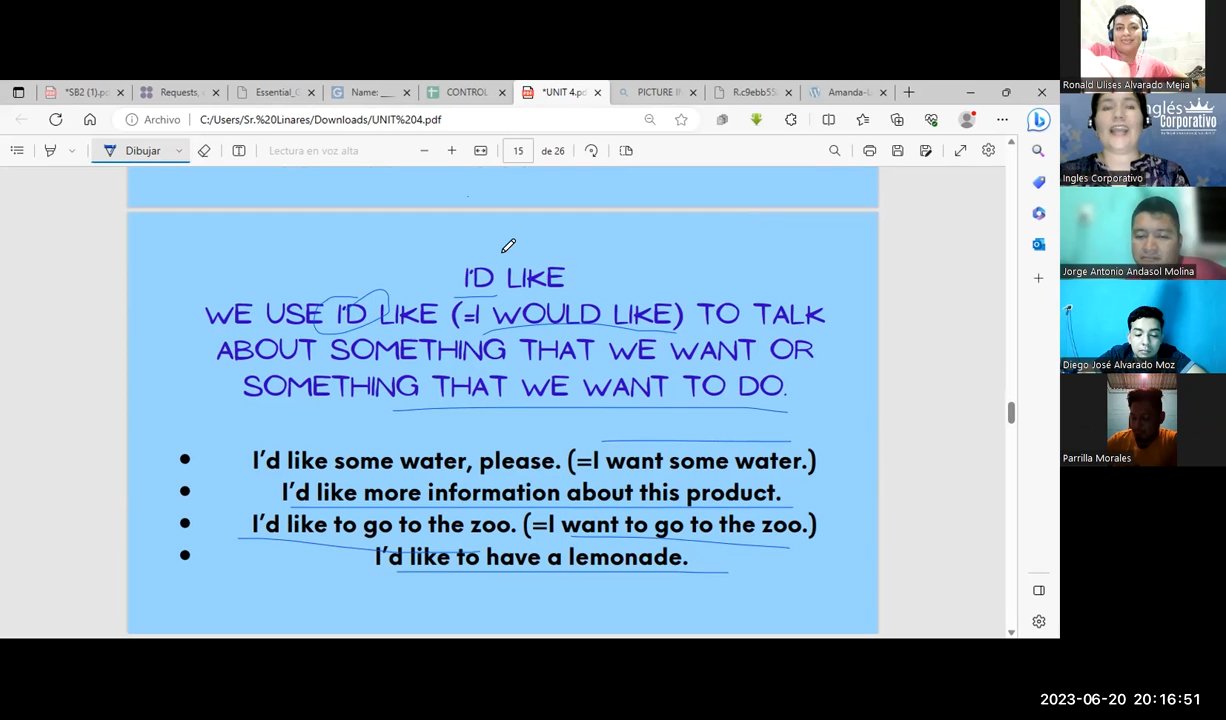 *SB2 (1).pc
Requests,
Essential_G
Name: ___
CONTROL
*UNIT 4.pd
PICTURE I
R.c9ebb55
Amanda-L
Archivo
C:/Users/Sr.%20Linares/Downloads/UNIT%204.pdf
Dibujar
Lectura en voz alta
15
de 26
I'D LIKE
WE USE I'D LIKE (=I WOULD LIKE) TO TALK
ABOUT SOMETHING THAT WE WANT OR
SOMETHING THAT WE WANT TO DO.
• I'd like some water, please. (=I want some water.)
• I'd like more information about this product.
• I'd like to go to the zoo. (=I want to go to the zoo.)
• I'd like to have a lemonade.
Ronald Ulises Alvarado Mejia
Inglés
Corporativo
Ingles Corporativo
Jorge Antonio Andasol Molina
Diego José Alvarado Moz
Parrilla Morales
2023-06-20 20:16:51